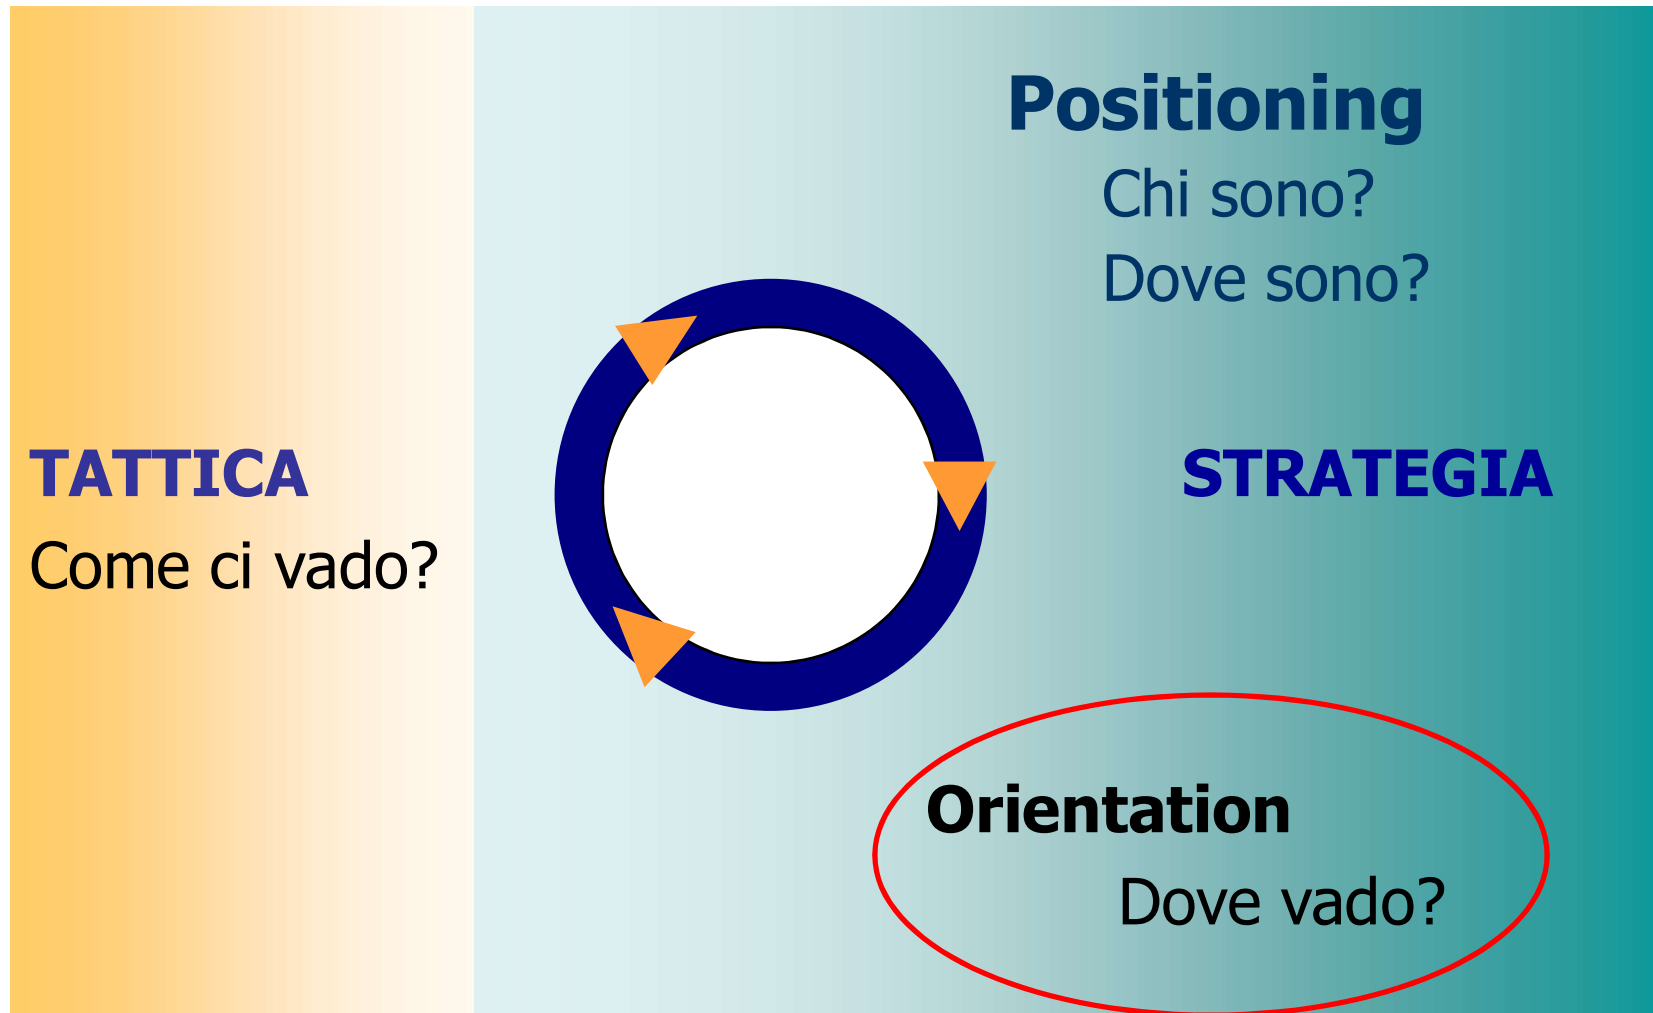 Positioning
Chi sono?
Dove sono?
TATTICA
Come ci vado?
STRATEGIA
Orientation
Dove vado?